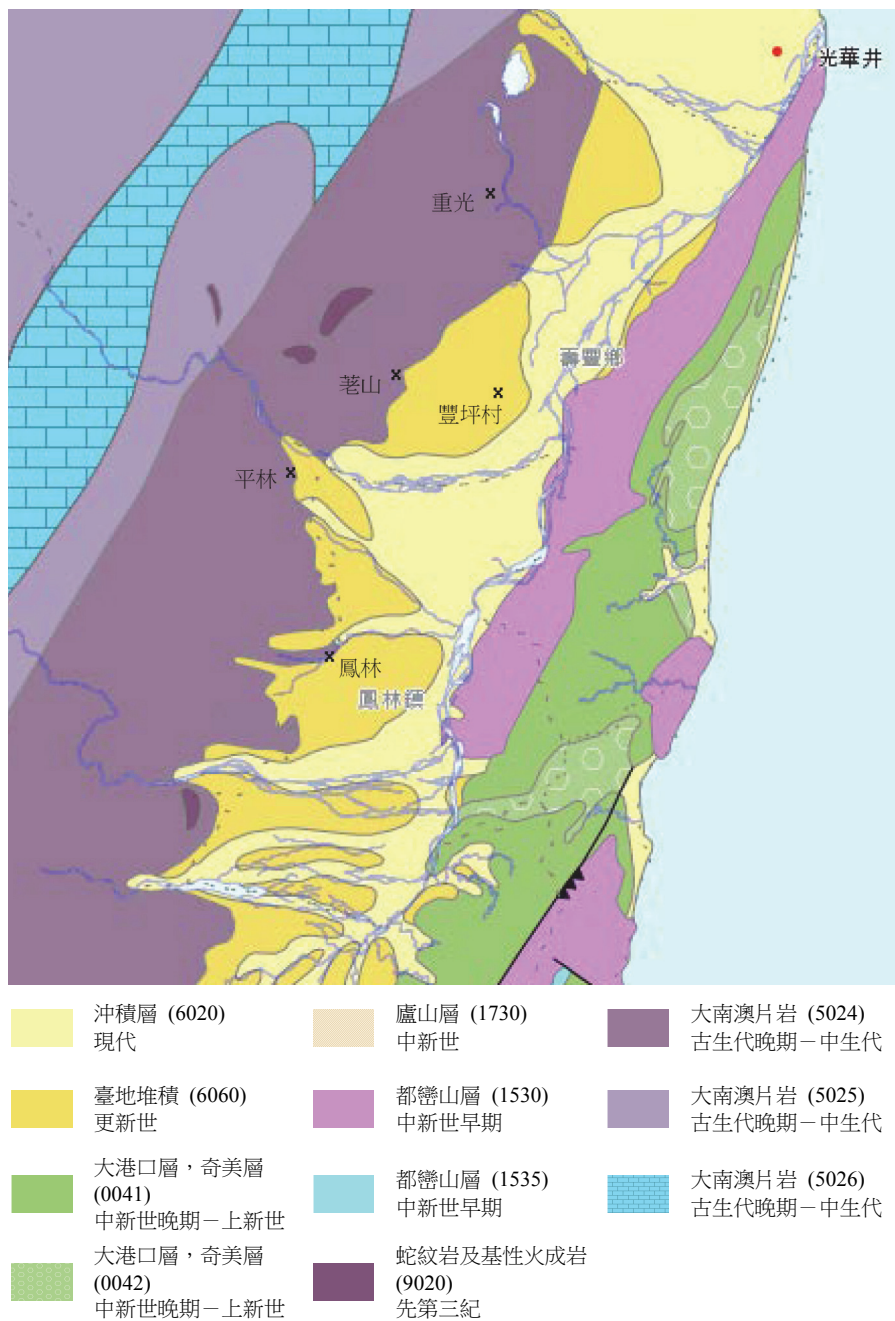 光華井
重光
壽豐鄉
荖山
豐坪村
平林
鳳林
鳳林鎮
沖積層 (6020)
現代
臺地堆積 (6060)
更新世
大港口層，奇美層
(0041)
中新世晚期－上新世
大港口層，奇美層
(0042)
中新世晚期－上新世
廬山層 (1730)
中新世
都巒山層 (1530)
中新世早期
都巒山層 (1535)
中新世早期
蛇紋岩及基性火成岩
(9020)
先第三紀
大南澳片岩 (5024)
古生代晚期－中生代
大南澳片岩 (5025)
古生代晚期－中生代
大南澳片岩 (5026)
古生代晚期－中生代